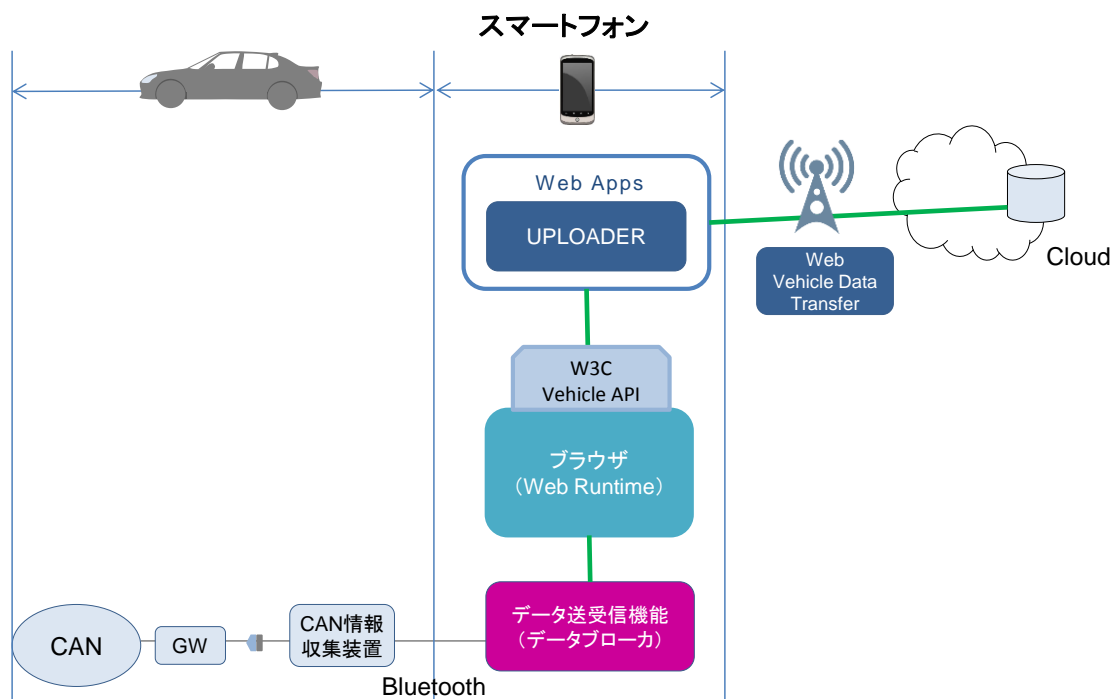 スマートフォン
Web Apps
UPLOADER
Web
Vehicle Data
Transfer
Cloud
W3C
Vehicle API
ブラウザ
（Web Runtime）
CAN
GW
CAN情報
収集装置
Bluetooth
データ送受信機能
（データブローカ）